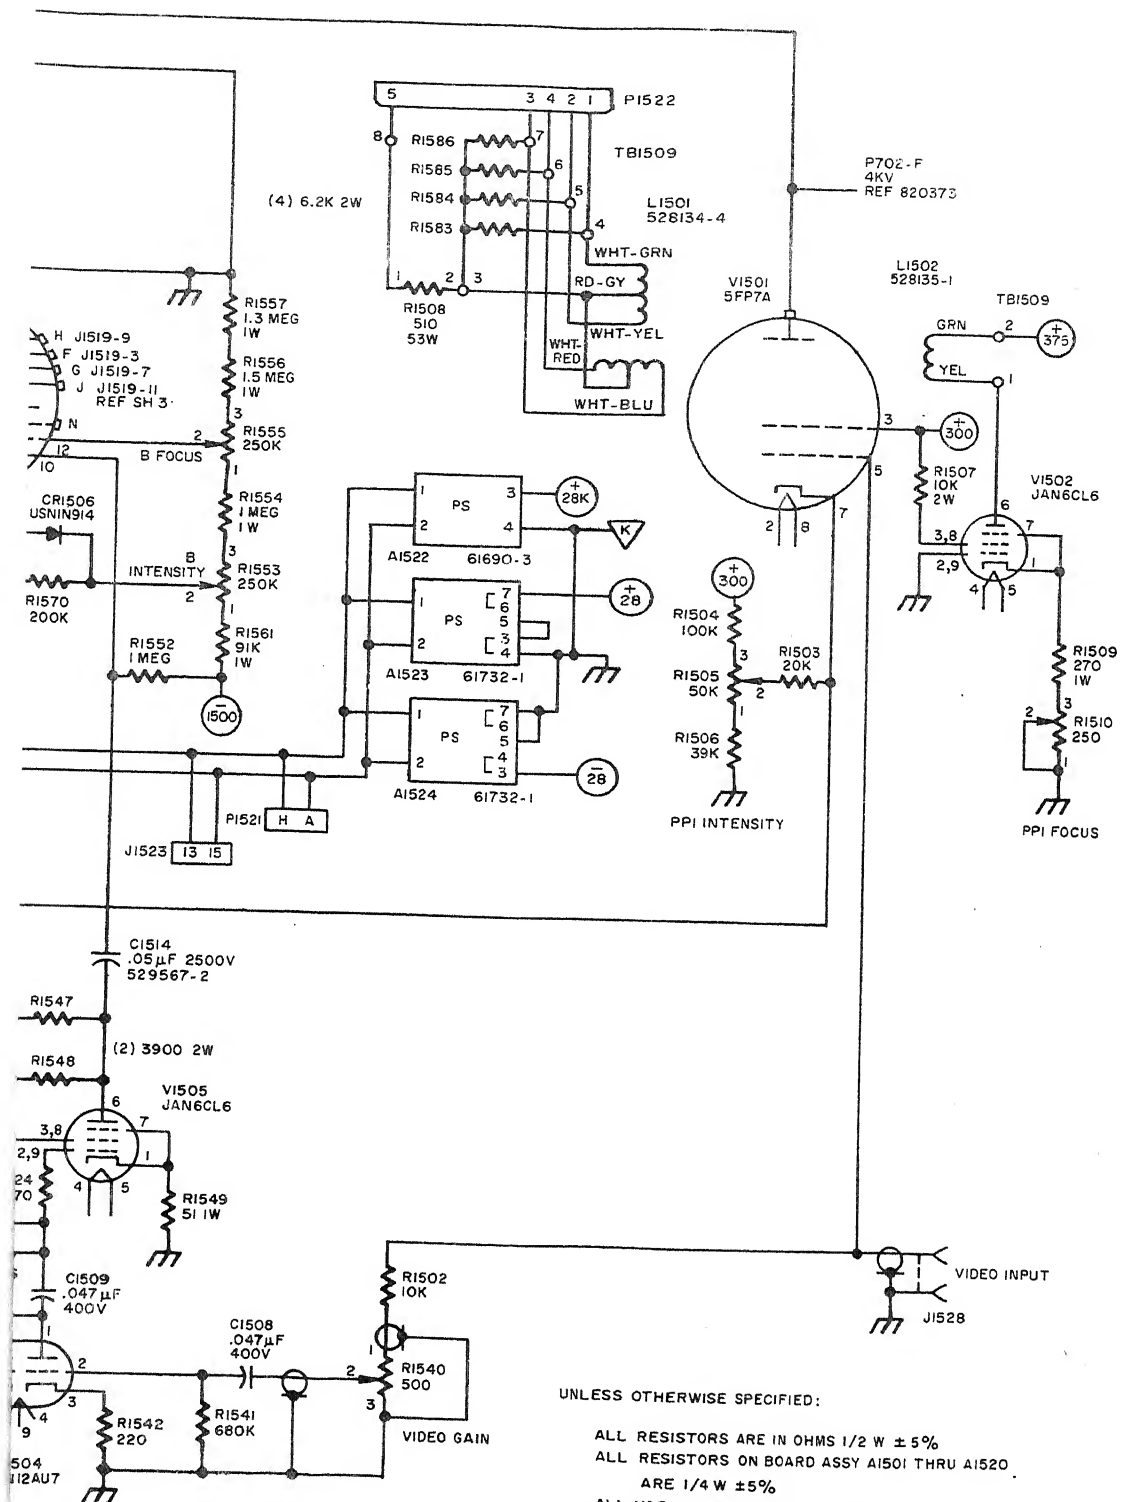 5 3 4 2 1 P1522
8 R1586 7
TB1509
R1585 6
(4) 6.2K 2W
R1584 5
L1501
528134-4
R1583 4
WHT-GRN
1 2 3 RD-GY
R1508
510
53W
WHT-YEL
WHT-
RED
WHT-BLU
P702-F
4KV
REF 820373
V1501
5FP7A
L1502
528135-1
TB1509
GRN 2
+
375
YEL 1
3
+
300
5
2 8 7
R1507
10K
2W
V1502
JAN6CL6
6
7
3,8
2,9
1
4 5
R1509
270
1W
3
2
R1510
250
1
PPI FOCUS
R1557
1.3 MEG
1W
H J1519-9
F J1519-3
G J1519-7
J J1519-11
REF SH 3
R1556
1.5 MEG
1W
3
N
2
R1555
250K
12
B FOCUS
10
1
CR1506
USN1N914
R1554
1 MEG
1W
3
B
INTENSITY
R1553
250K
2
R1570
200K
1
R1552
1 MEG
R1561
91K
1W
−
1500
1 3
+
28K
PS
2 4
K
A1522 61690-3
1 7
6
5
+
28
PS
3
2 4
A1523 61732-1
1 7
6
5
PS
4
2 3
−
28
A1524 61732-1
+
300
R1504
100K
3
R1503
20K
R1505
50K
2
1
R1506
39K
PPI INTENSITY
P1521 H A
J1523 13 15
C1514
.05µF 2500V
529567-2
R1547
(2) 3900 2W
R1548
V1505
JAN6CL6
6
7
3,8
2,9
1
4 5
24
70
R1549
51 1W
C1509
.047µF
400V
1
C1508
.047µF
400V
2
3
4
9
504
12AU7
R1542
220
R1541
680K
R1502
10K
1
2
R1540
500
3
VIDEO GAIN
VIDEO INPUT
J1528
UNLESS OTHERWISE SPECIFIED:
ALL RESISTORS ARE IN OHMS 1/2 W ±5%
ALL RESISTORS ON BOARD ASSY A1501 THRU A1520
ARE 1/4 W ±5%